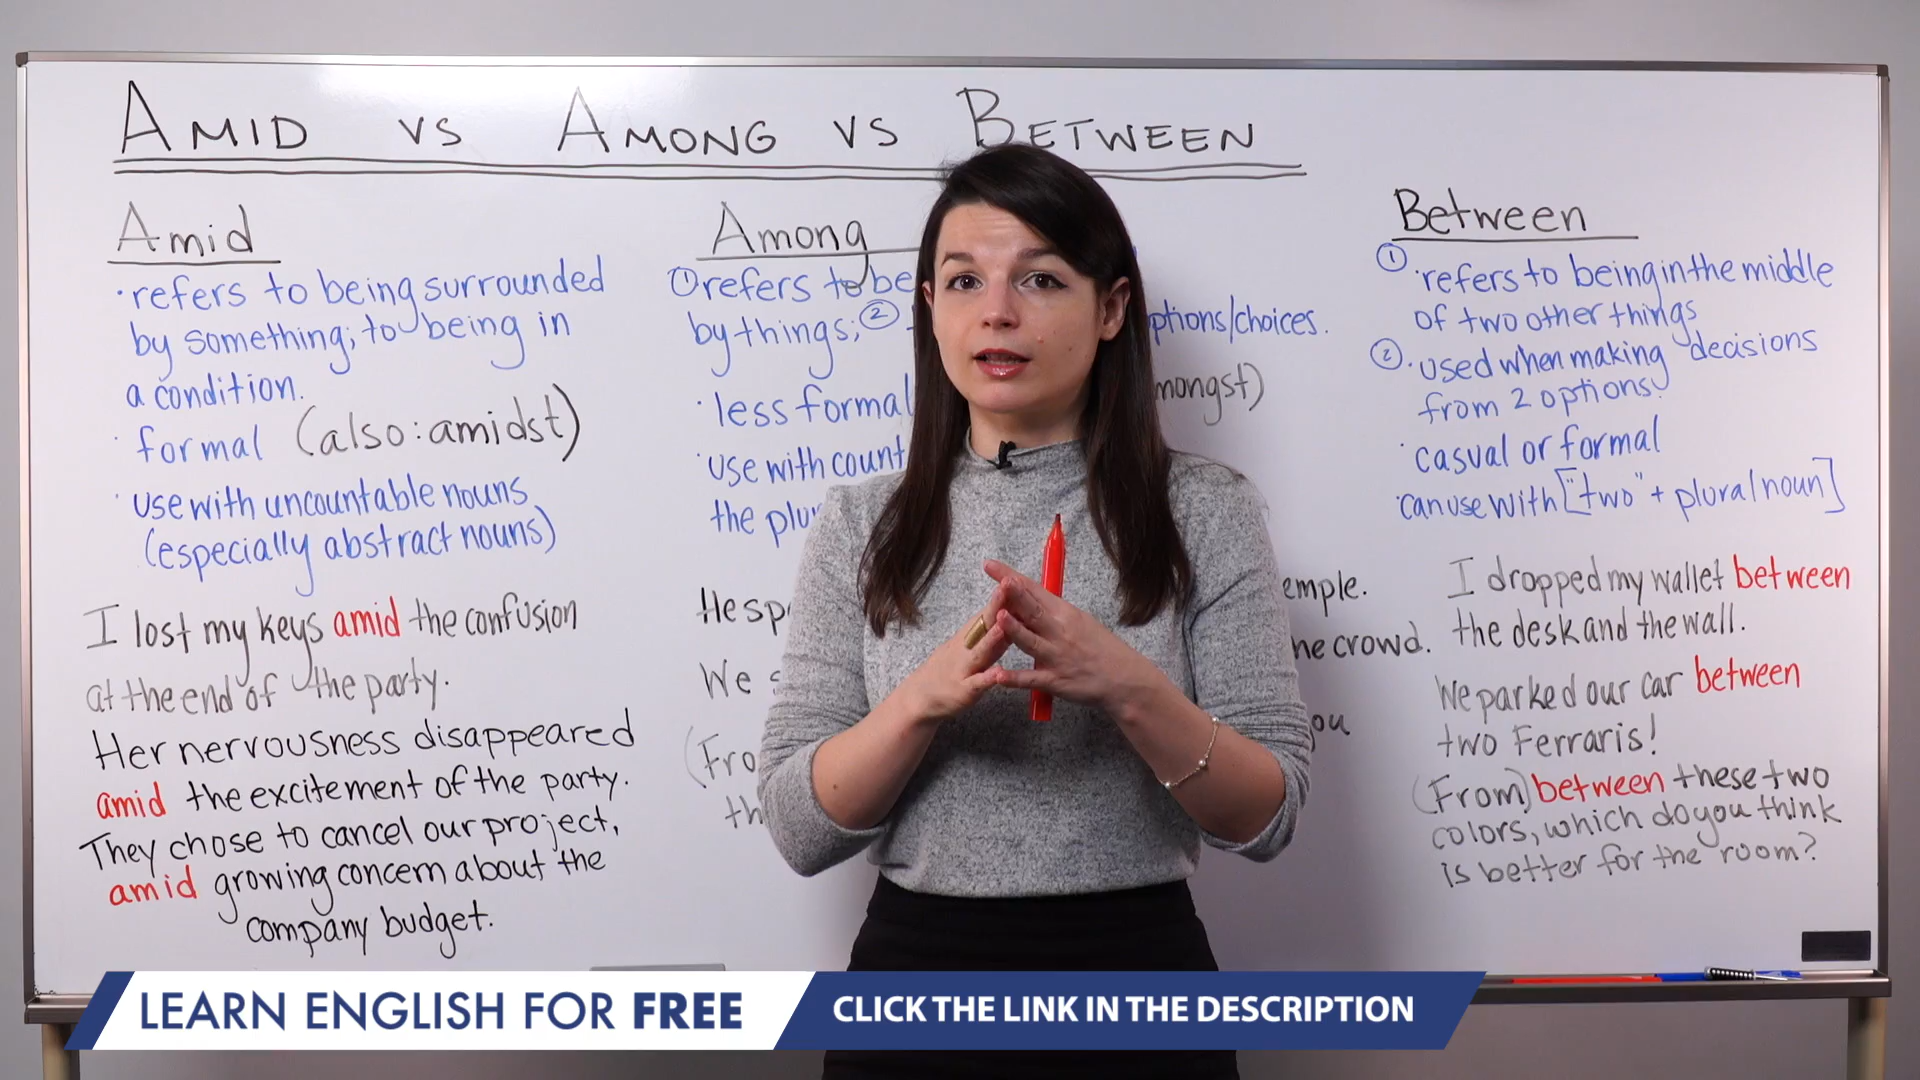 AMID VS AMONG VS BETWEEN
Amid
· refers to being surrounded
by something; to being in
a condition.
· formal (also: amidst)
· use with uncountable nouns
(especially abstract nouns)
I lost my keys amid the confusion
at the end of the party.
Her nervousness disappeared
amid the excitement of the party.
They chose to cancel our project,
amid growing concern about the
company budget.
Among
① refers to be
by things; ② ptions/choices.
· less formal mongst)
· use with count
the plu
He sp emple.
he crowd.
We s
(Fro ou
th
Between
① · refers to being in the middle
of two other things
② · used when making decisions
from 2 options.
· casual or formal
· can use with ["two" + plural noun]
I dropped my wallet between
the desk and the wall.
We parked our car between
two Ferraris!
(From) between these two
colors, which do you think
is better for the room?
LEARN ENGLISH FOR FREE
CLICK THE LINK IN THE DESCRIPTION